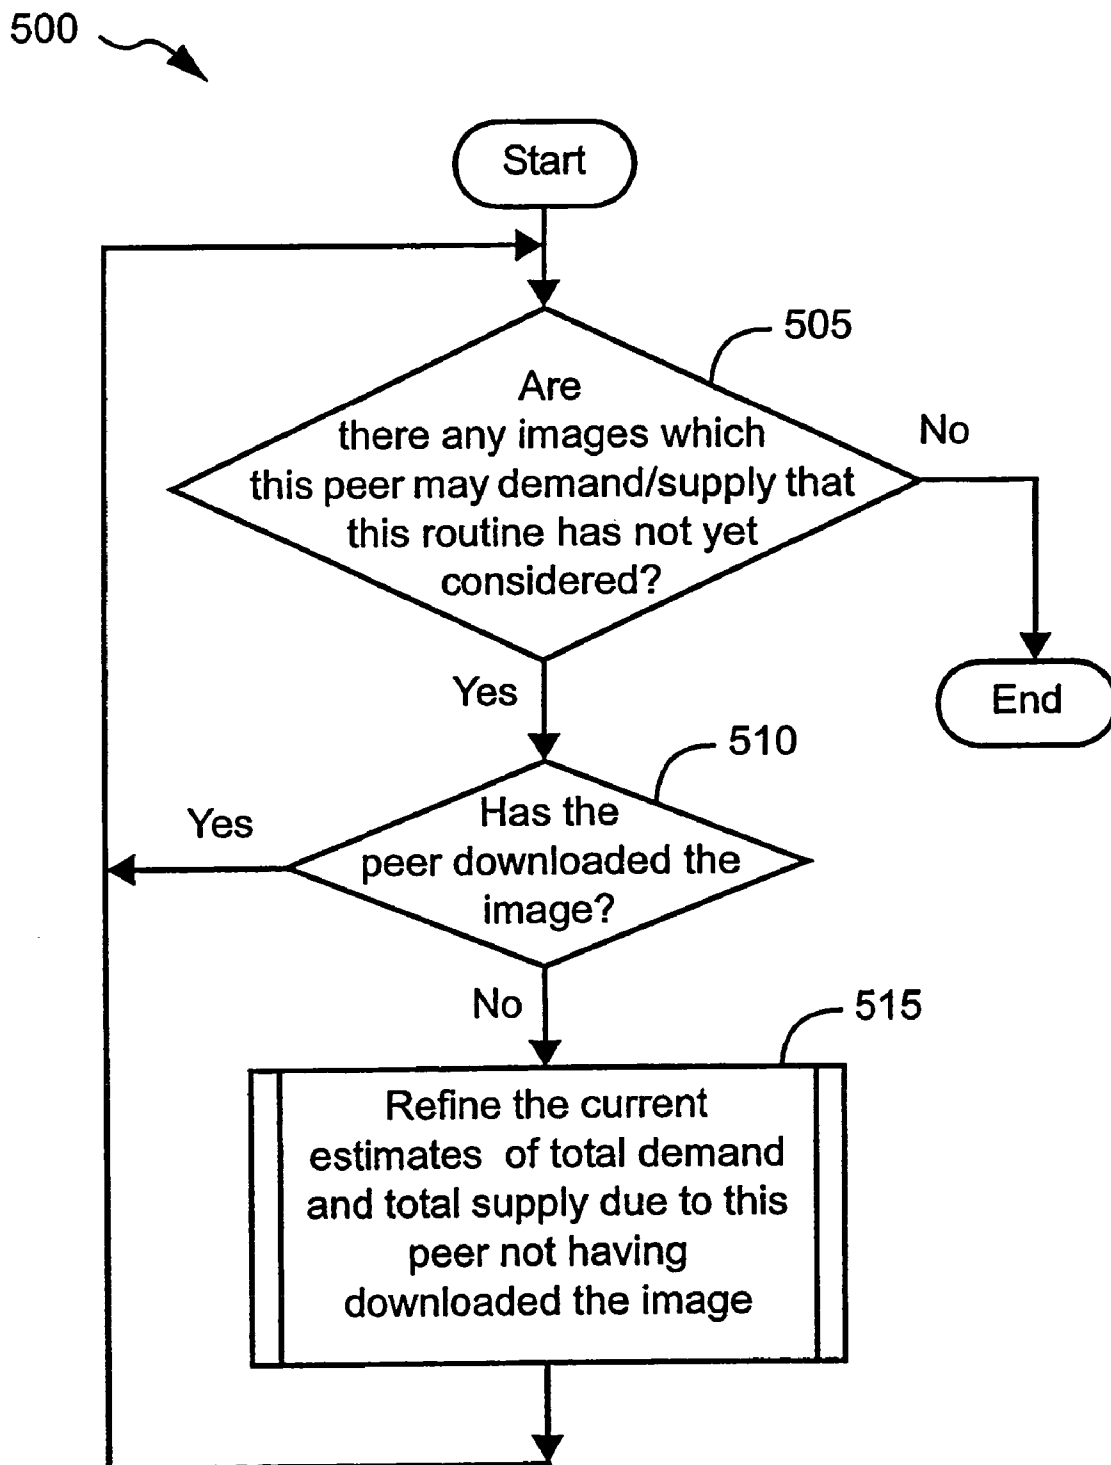 500
Start
505
Are
there any images which
this peer may demand/supply that
this routine has not yet
considered?
No
Yes
End
510
Has the
peer downloaded the
image?
Yes
No
515
Refine the current
estimates of total demand
and total supply due to this
peer not having
downloaded the image